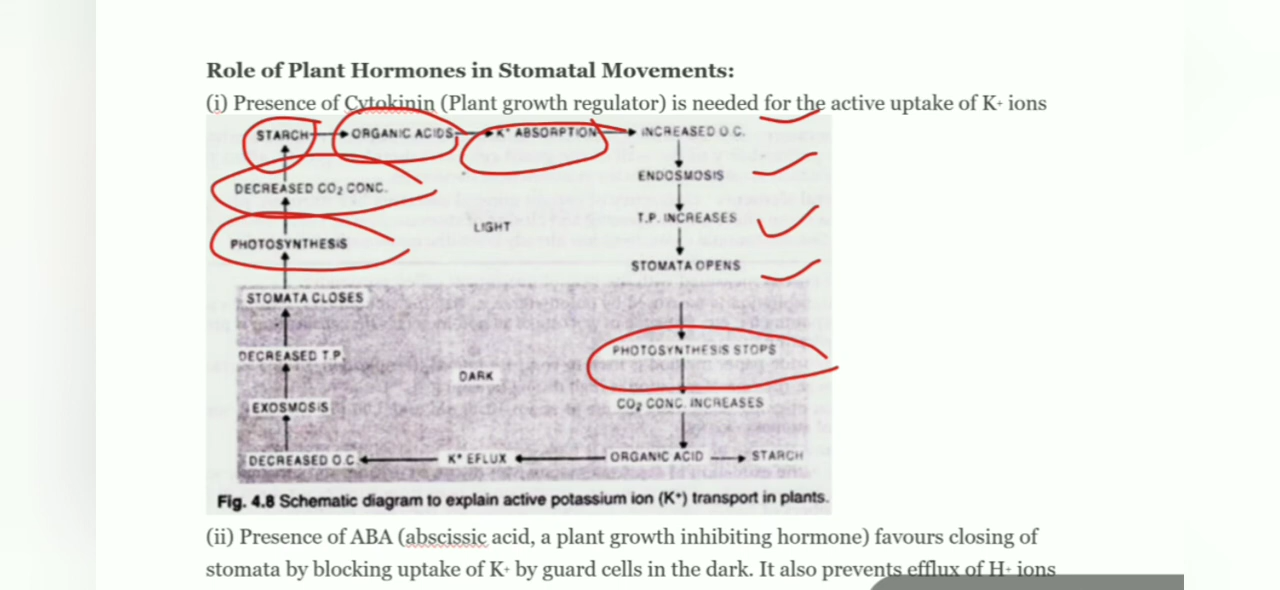 Role of Plant Hormones in Stomatal Movements:
(i) Presence of Cytokinin (Plant growth regulator) is needed for the active uptake of K+ ions
STARCH ORGANIC ACIDS K+ ABSORPTION INCREASED O.C.
ENDOSMOSIS
DECREASED CO2 CONC.
T.P. INCREASES
LIGHT
PHOTOSYNTHESIS
STOMATA OPENS
STOMATA CLOSES
PHOTOSYNTHESIS STOPS
DECREASED T.P.
DARK
CO2 CONC. INCREASES
EXOSMOSIS
DECREASED O.C. K+ EFLUX ORGANIC ACID STARCH
Fig. 4.8 Schematic diagram to explain active potassium ion (K+) transport in plants.
(ii) Presence of ABA (abscissic acid, a plant growth inhibiting hormone) favours closing of
stomata by blocking uptake of K+ by guard cells in the dark. It also prevents efflux of H+ ions